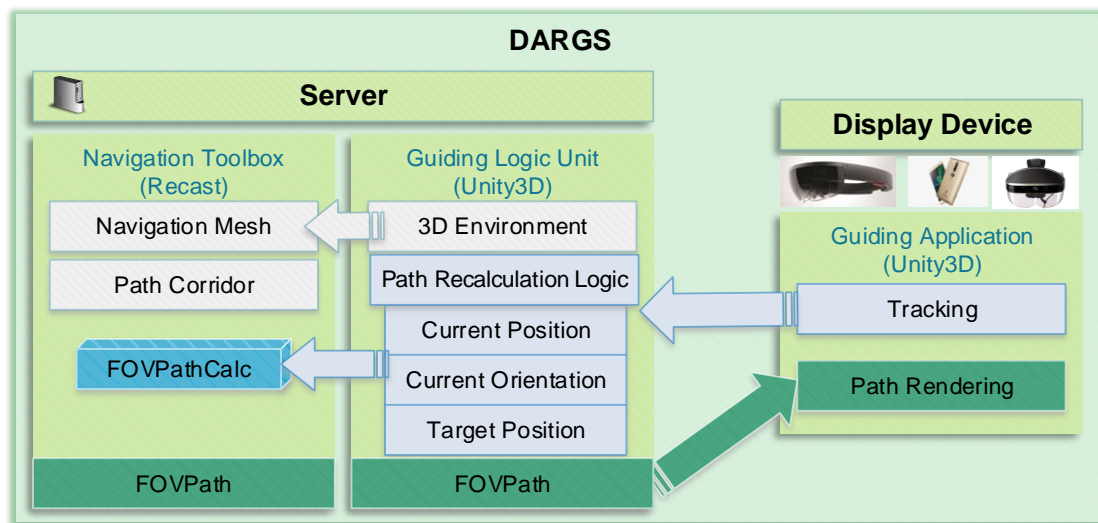 DARGS
Server
Navigation Toolbox
(Recast)
Navigation Mesh
Path Corridor
FOVPathCalc
FOVPath
Guiding Logic Unit
(Unity3D)
3D Environment
Path Recalculation Logic
Current Position
Current Orientation
Target Position
FOVPath
Display Device
Guiding Application
(Unity3D)
Tracking
Path Rendering